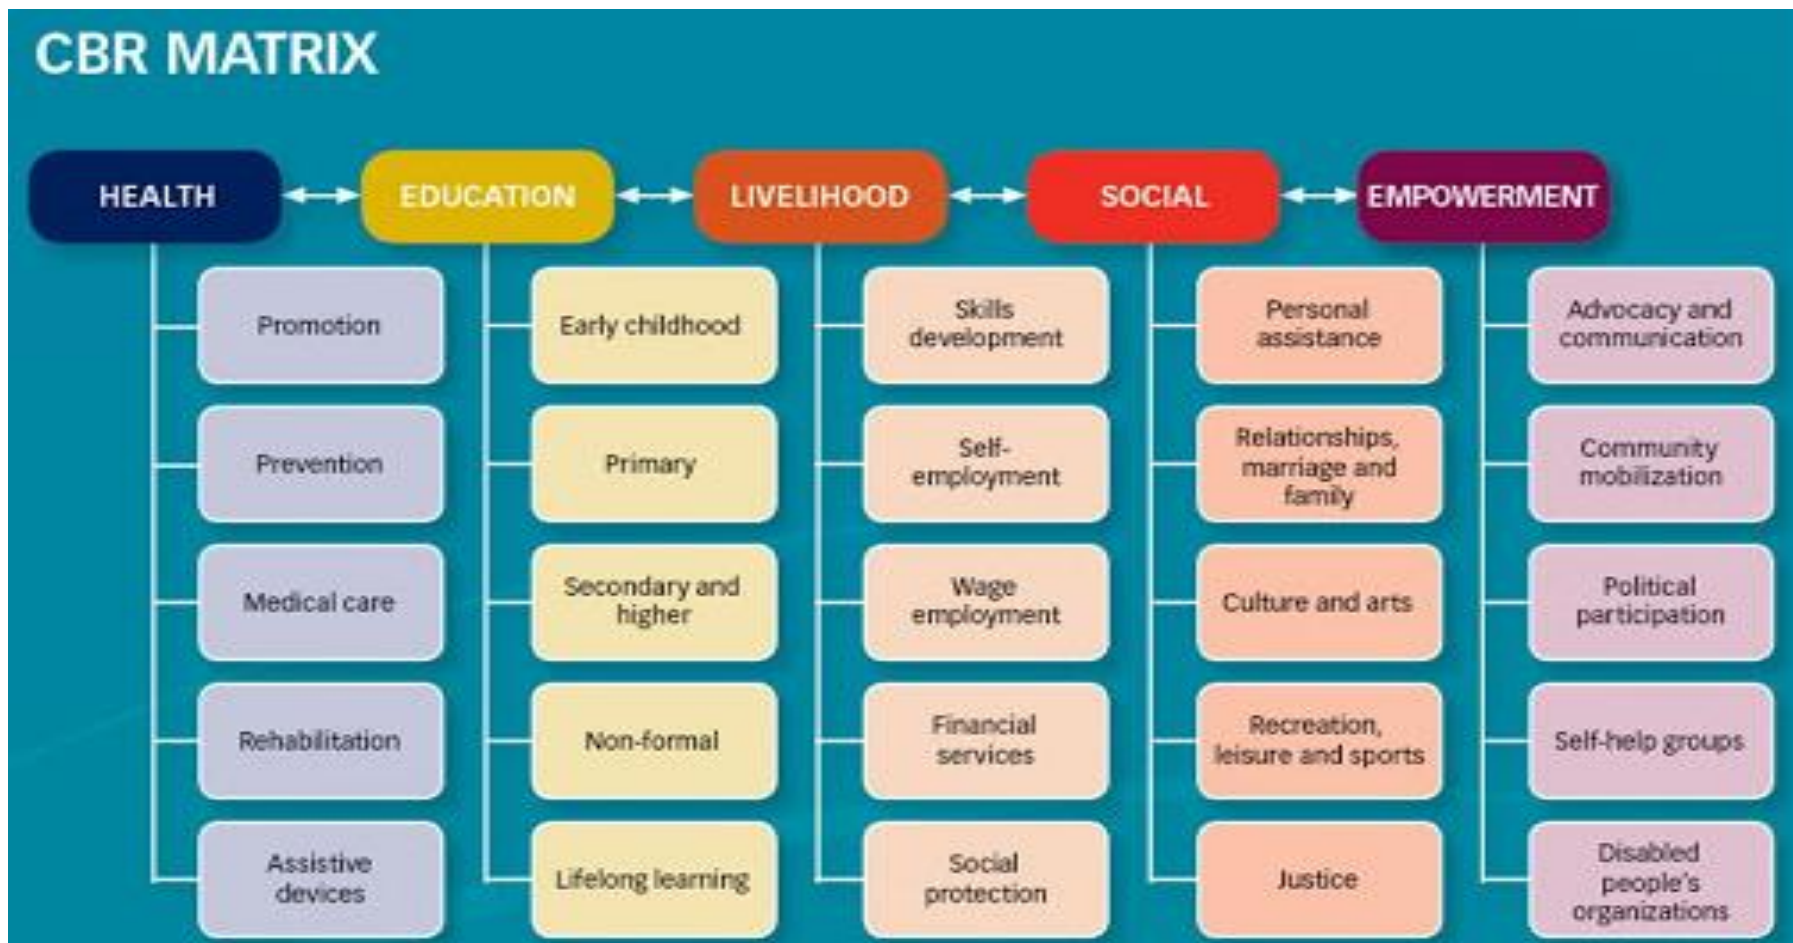 CBR MATRIX
HEALTH
EDUCATION
LIVELIHOOD
SOCIAL
EMPOWERMENT
Promotion
Early childhood
Skills
development
Personal
assistance
Advocacy and
communication
Prevention
Primary
Self-
employment
Relationships,
marriage and
family
Community
mobilization
Medical care
Secondary and
higher
Wage
employment
Culture and arts
Political
participation
Rehabilitation
Non-formal
Financial
services
Recreation,
leisure and sports
Self-help groups
Assistive
devices
Lifelong learning
Social
protection
Justice
Disabled
people's
organizations